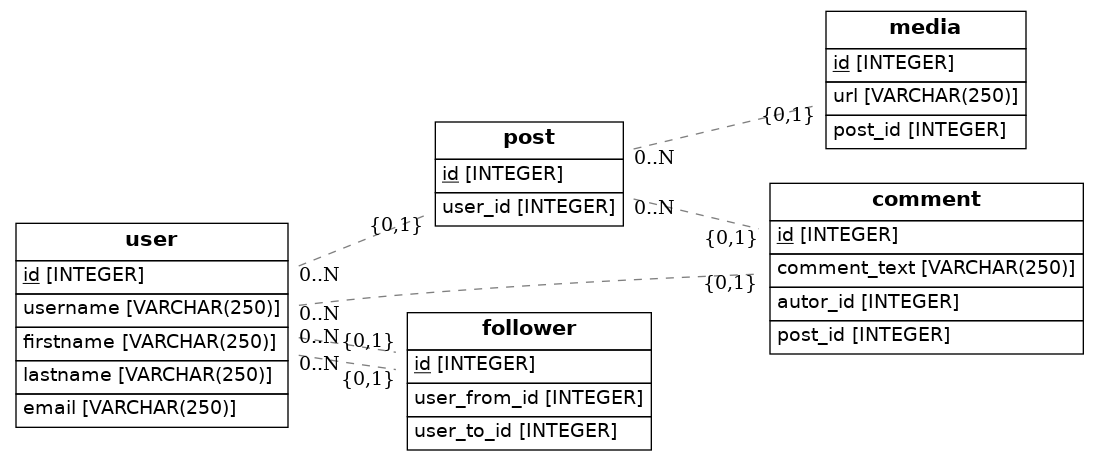 media
id [INTEGER]
url [VARCHAR(250)]
post_id [INTEGER]
{0,1}
0..N
post
id [INTEGER]
user_id [INTEGER]
0..N
{0,1}
comment
id [INTEGER]
comment_text [VARCHAR(250)]
autor_id [INTEGER]
post_id [INTEGER]
{0,1}
{0,1}
0..N
0..N
0..N
0..N
user
id [INTEGER]
username [VARCHAR(250)]
firstname [VARCHAR(250)]
lastname [VARCHAR(250)]
email [VARCHAR(250)]
{0,1}
{0,1}
follower
id [INTEGER]
user_from_id [INTEGER]
user_to_id [INTEGER]